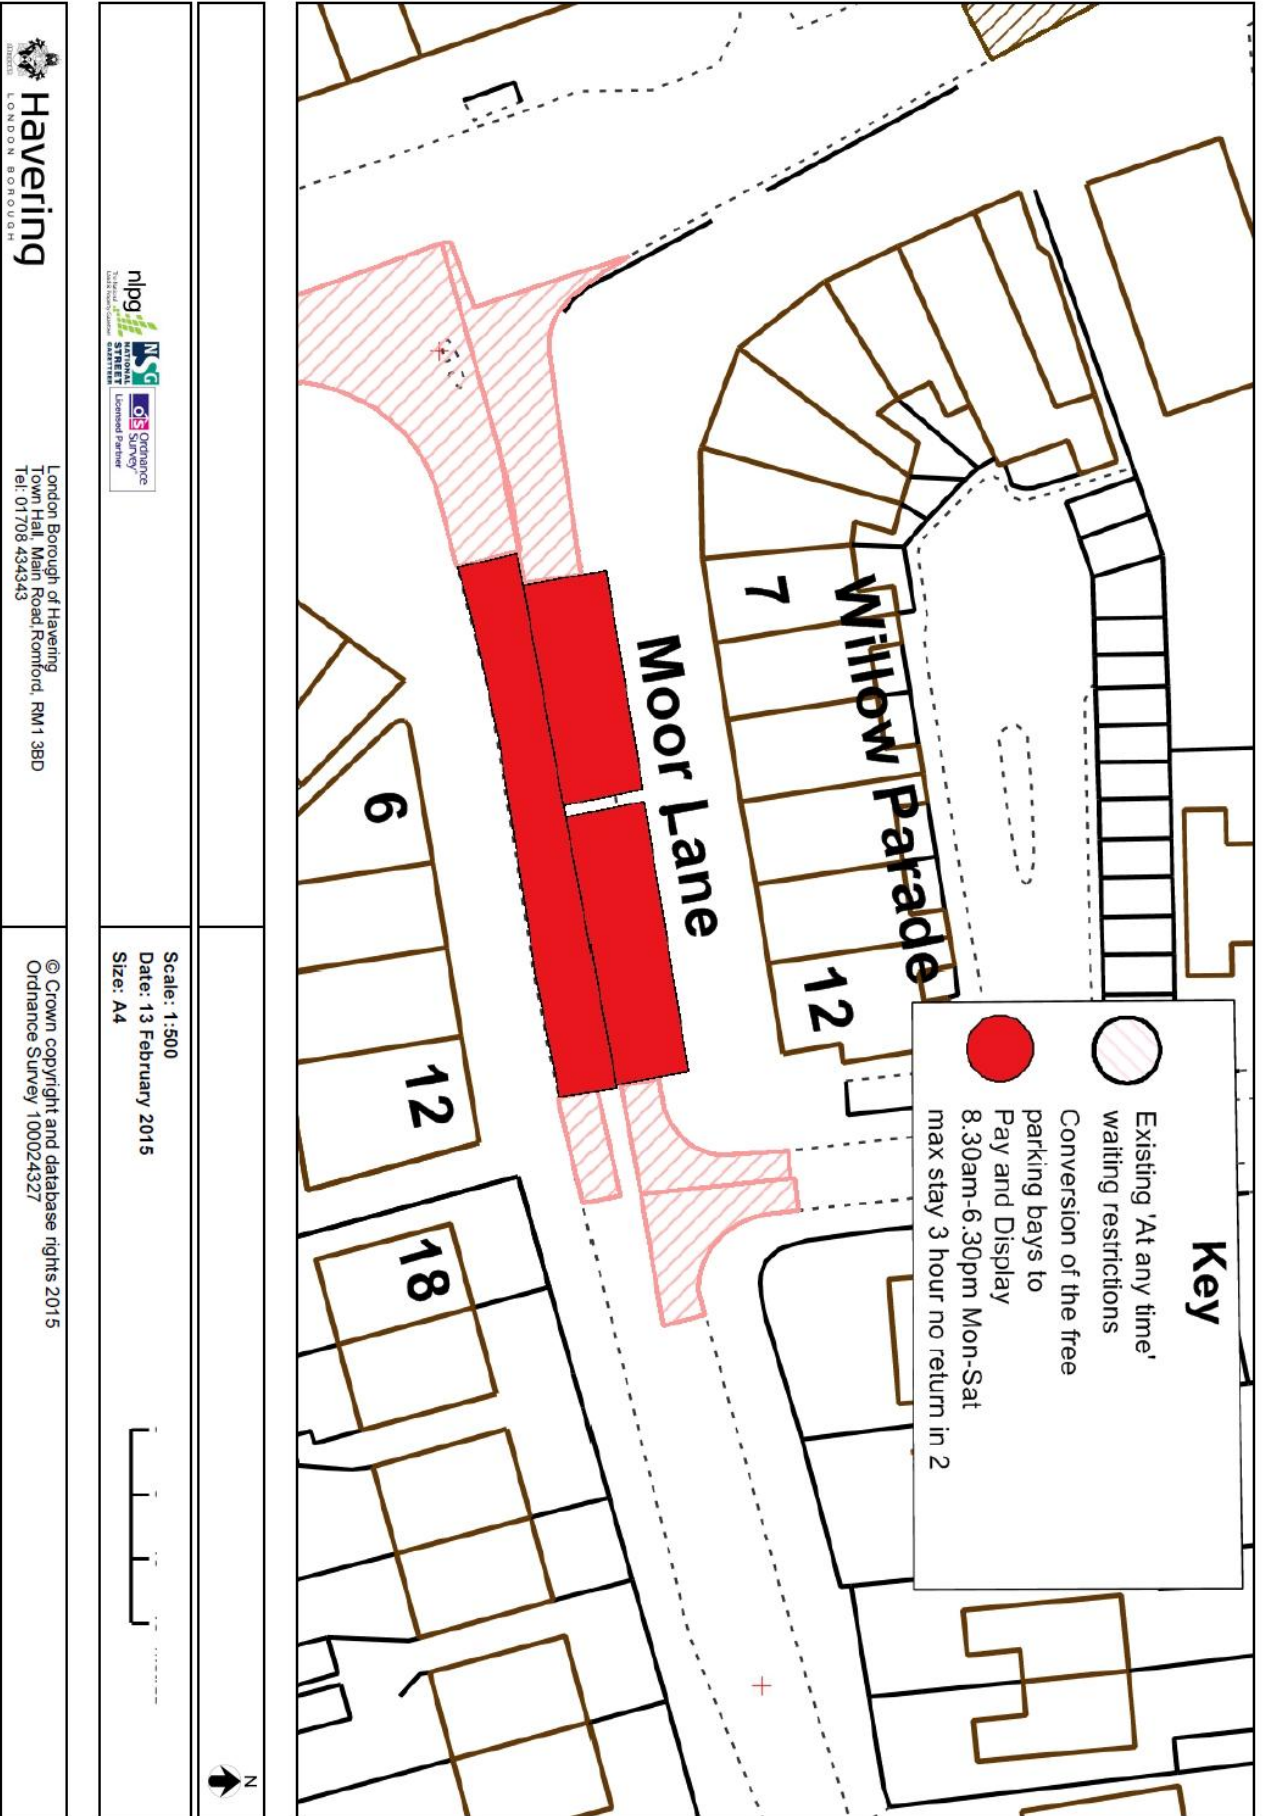 Willow Parade
Moor Lane
7
12
6
12
18
Key
Existing 'At any time'
waiting restrictions
Conversion of the free
parking bays to
Pay and Display
8.30am-6.30pm Mon-Sat
max stay 3 hour no return in 2
N
Scale: 1:500
Date: 13 February 2015
Size: A4
nlpg
NSG
NATIONAL
STREET
GAZETTEER
OS Ordnance
Survey
Licensed Partner
Havering
LONDON BOROUGH
London Borough of Havering
Town Hall, Main Road,Romford, RM1 3BD
Tel: 01708 434343
© Crown copyright and database rights 2015
Ordnance Survey 100024327